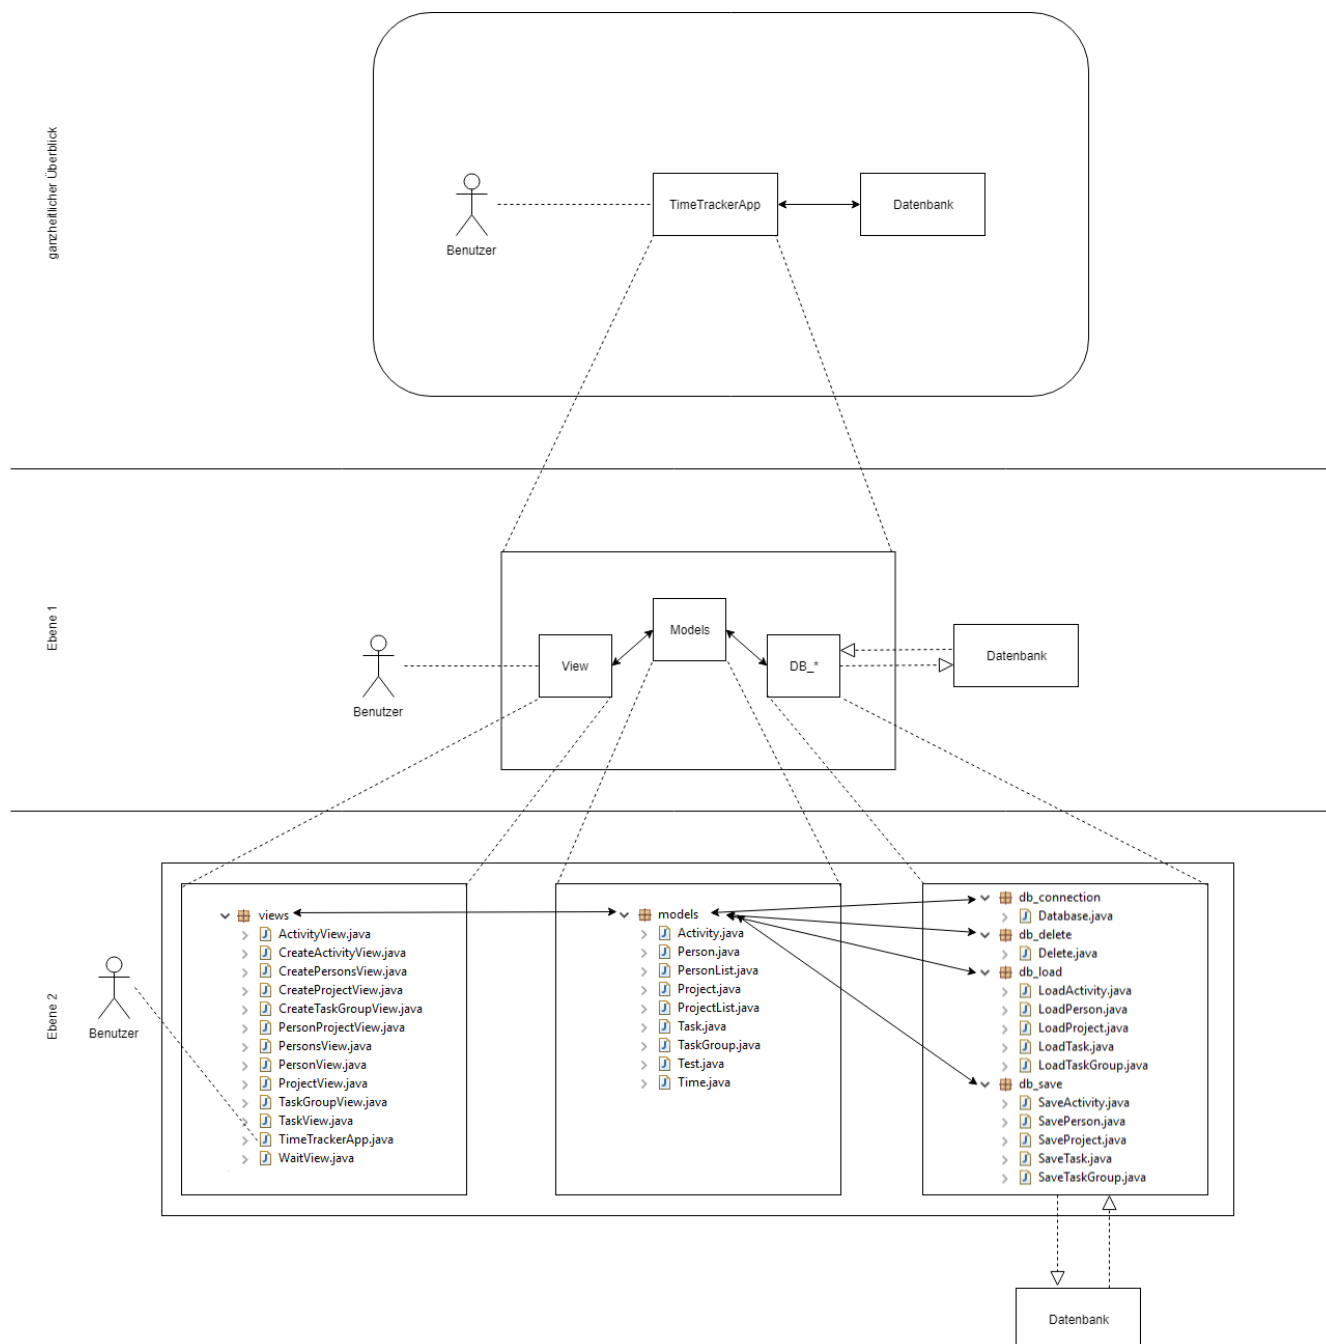 ganzheitlicher Überblick
Benutzer
TimeTrackerApp
Datenbank
Ebene 1
Benutzer
View
Models
DB_*
Datenbank
Ebene 2
Benutzer
views
ActivityView.java
CreateActivityView.java
CreatePersonsView.java
CreateProjectView.java
CreateTaskGroupView.java
PersonProjectView.java
PersonsView.java
PersonView.java
ProjectView.java
TaskGroupView.java
TaskView.java
TimeTrackerApp.java
WaitView.java
models
Activity.java
Person.java
PersonList.java
Project.java
ProjectList.java
Task.java
TaskGroup.java
Test.java
Time.java
db_connection
Database.java
db_delete
Delete.java
db_load
LoadActivity.java
LoadPerson.java
LoadProject.java
LoadTask.java
LoadTaskGroup.java
db_save
SaveActivity.java
SavePerson.java
SaveProject.java
SaveTask.java
SaveTaskGroup.java
Datenbank